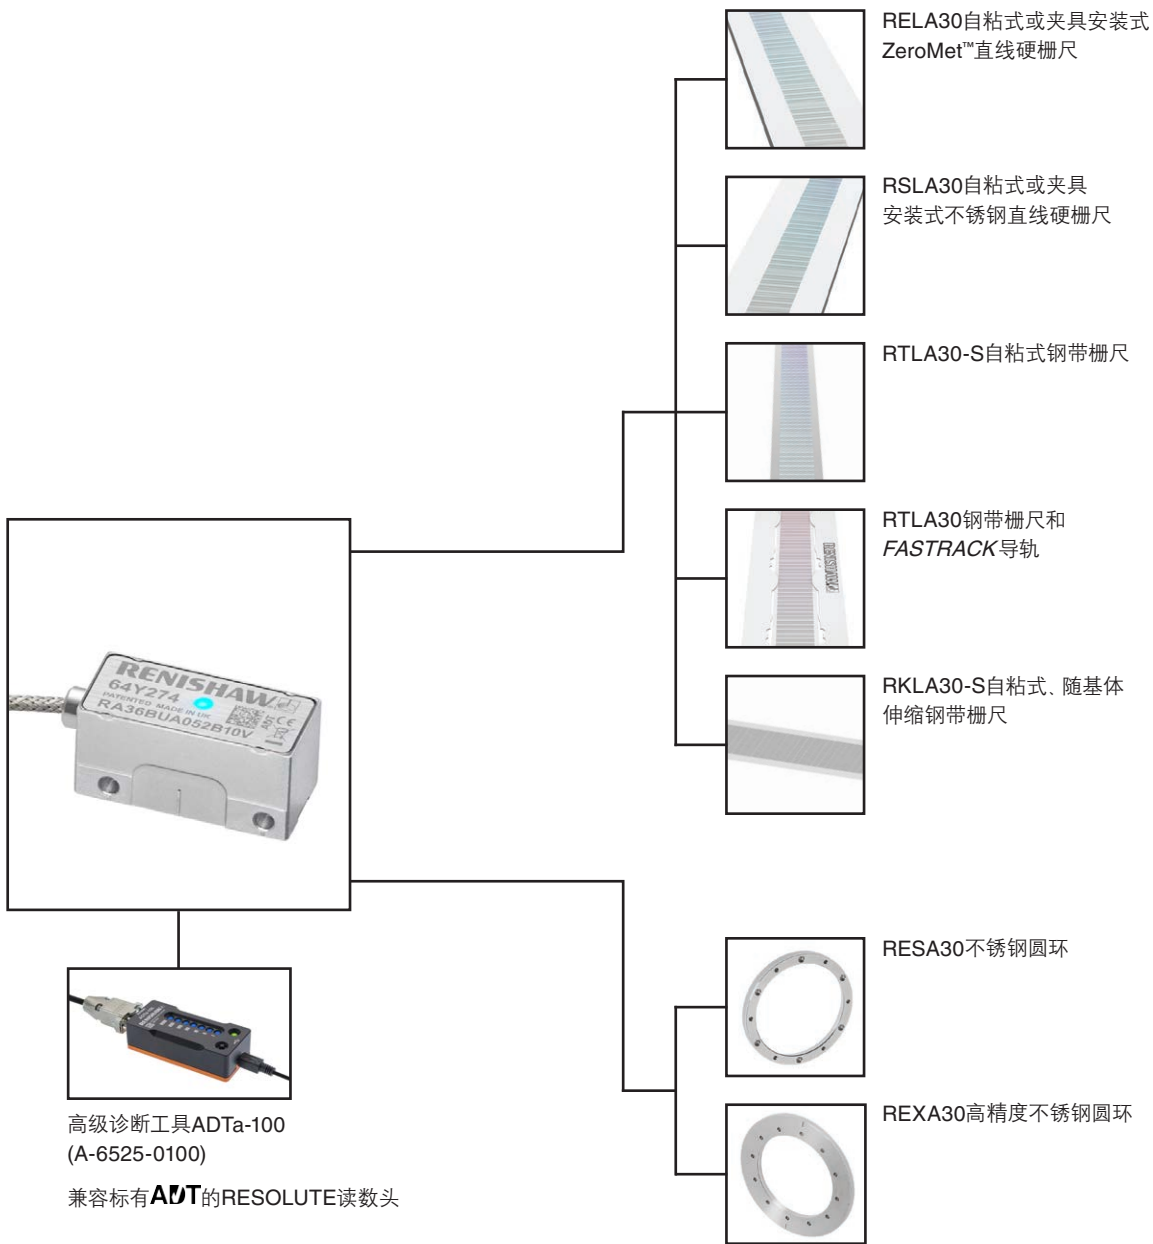 RELA30自粘式或夹具安装式
ZeroMet™直线硬栅尺
RSLA30自粘式或夹具
安装式不锈钢直线硬栅尺
RTLA30-S自粘式钢带栅尺
RTLA30钢带栅尺和
FASTRACK导轨
RENISHAW
RKLA30-S自粘式、随基体
伸缩钢带栅尺
RENISHAW
64Y274
PATENTED MADE IN UK
RA36BUA052B10V
ADT CE
高级诊断工具ADTa-100
(A-6525-0100)
兼容标有ADT的RESOLUTE读数头
RESA30不锈钢圆环
REXA30高精度不锈钢圆环